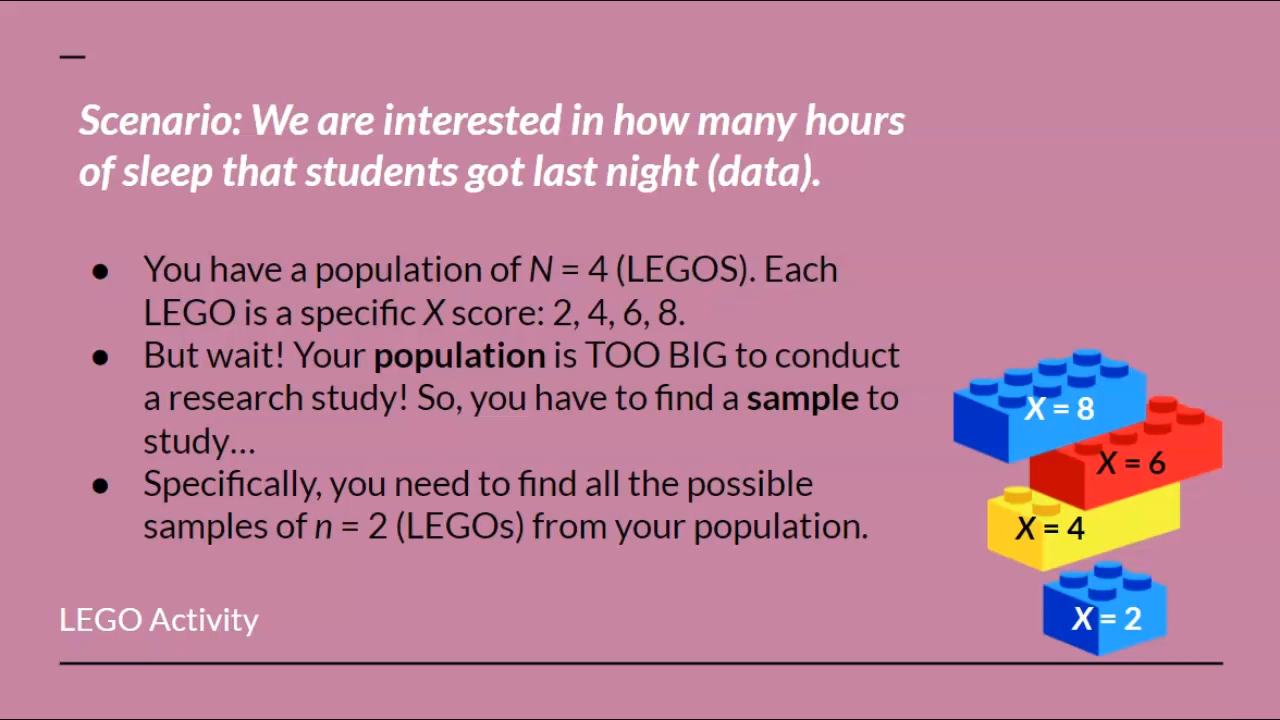 Scenario: We are interested in how many hours
of sleep that students got last night (data).
● You have a population of N = 4 (LEGOS). Each
LEGO is a specific X score: 2, 4, 6, 8.
● But wait! Your population is TOO BIG to conduct
a research study! So, you have to find a sample to
study...
● Specifically, you need to find all the possible
samples of n = 2 (LEGOs) from your population.
X = 8
X = 6
X = 4
X = 2
LEGO Activity